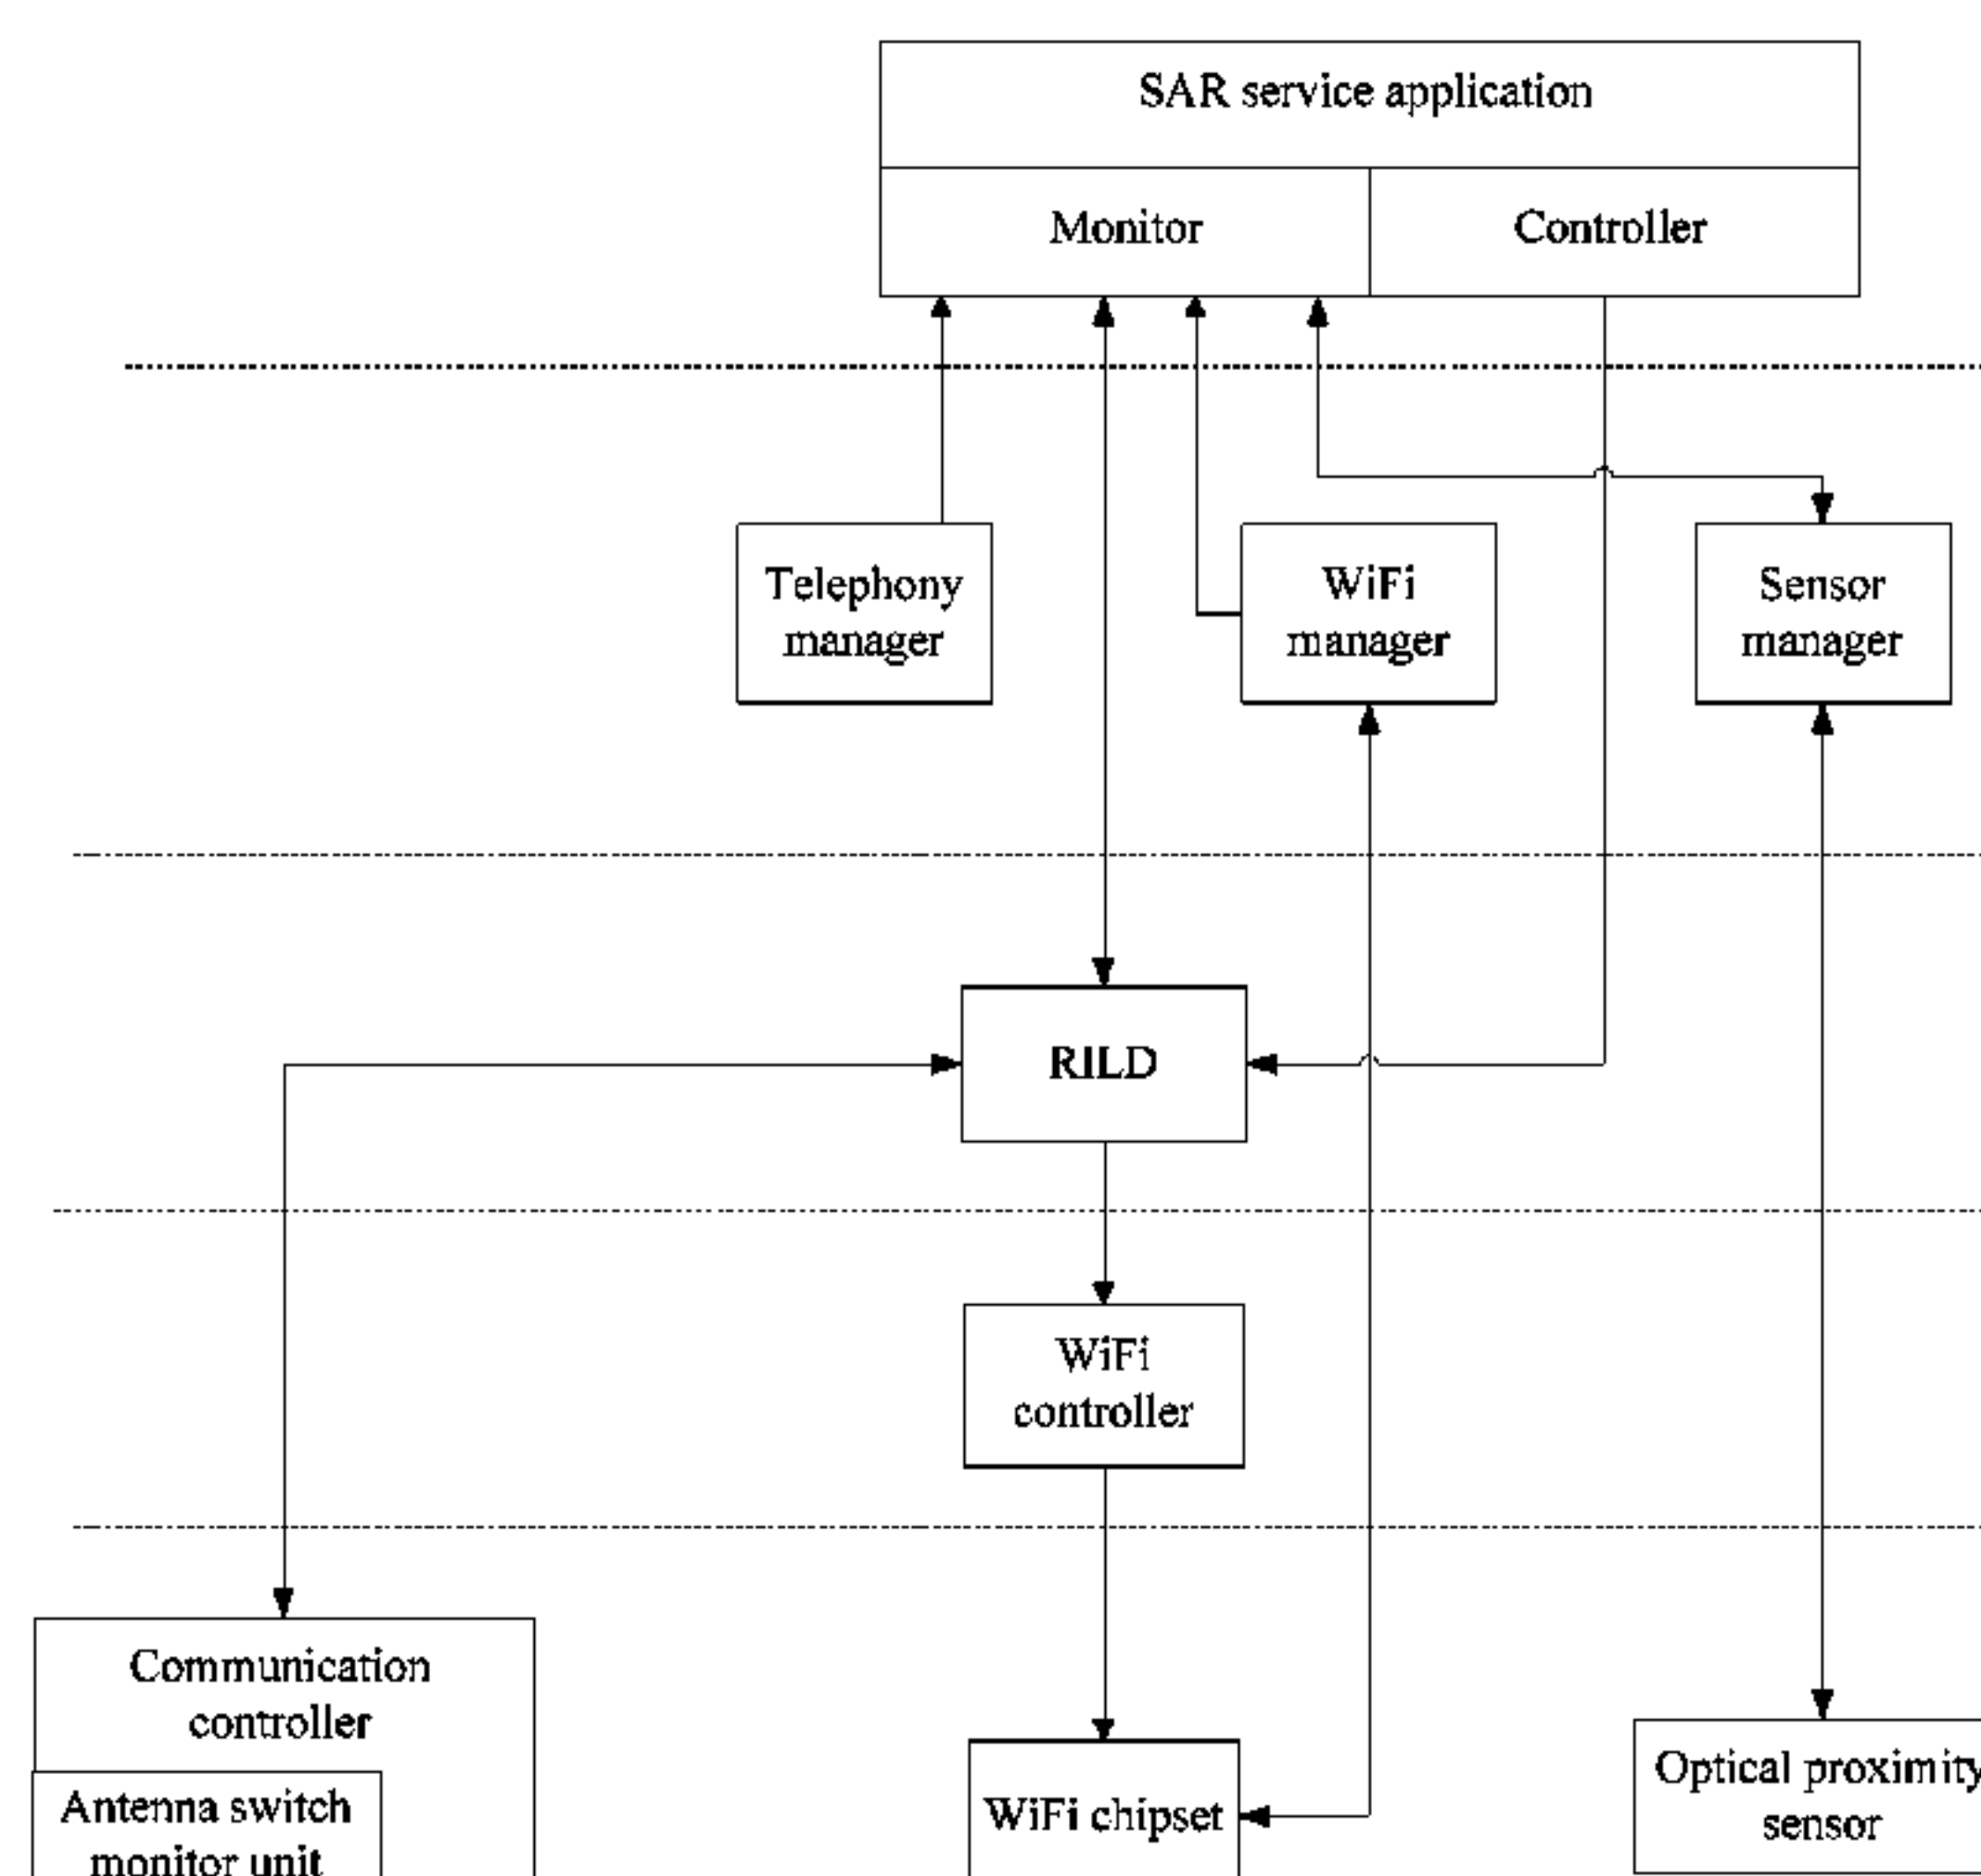 SAR service application
Monitor
Controller
Telephony
manager
WiFi
manager
Sensor
manager
RILD
WiFi
controller
Communication
controller
Antenna switch
monitor unit
WiFi chipset
Optical proximity
sensor